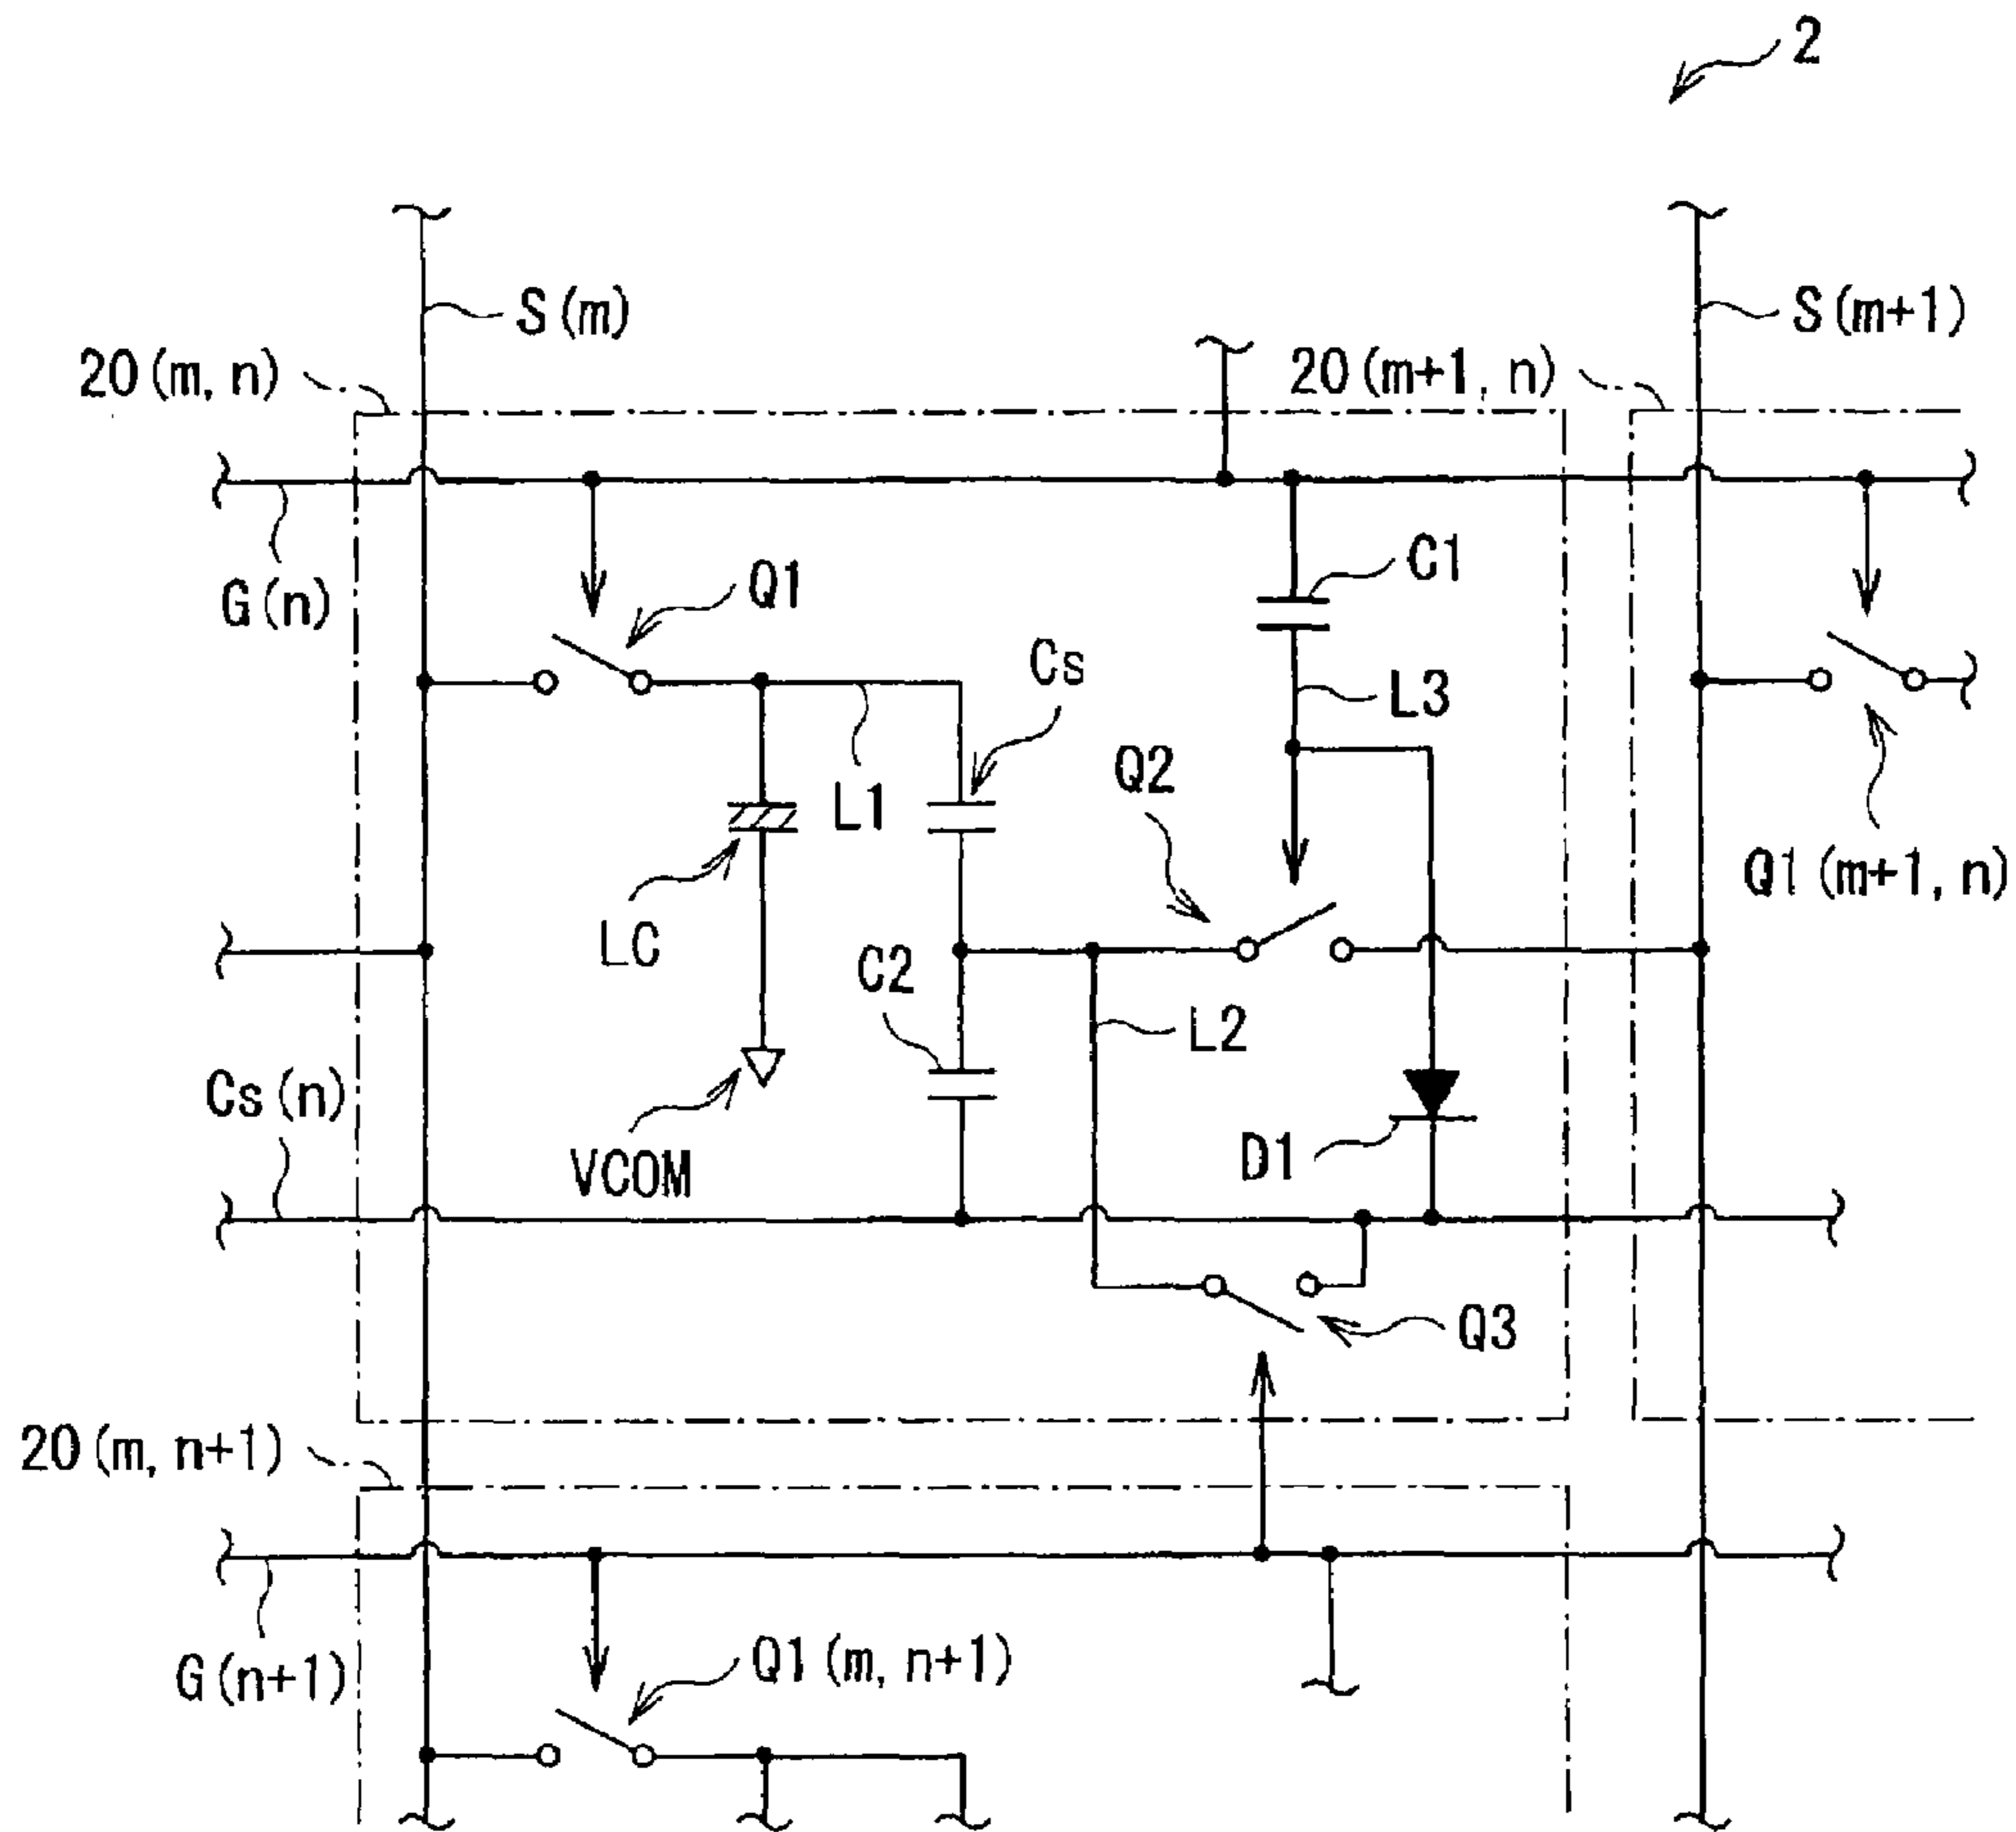 2
S(m)
S(m+1)
20(m, n)
20(m+1, n)
C1
Q1
G(n)
Cs
L3
Q2
L1
Q1(m+1, n)
LC
C2
L2
Cs(n)
D1
VCOM
Q3
20(m, n+1)
Q1(m, n+1)
G(n+1)